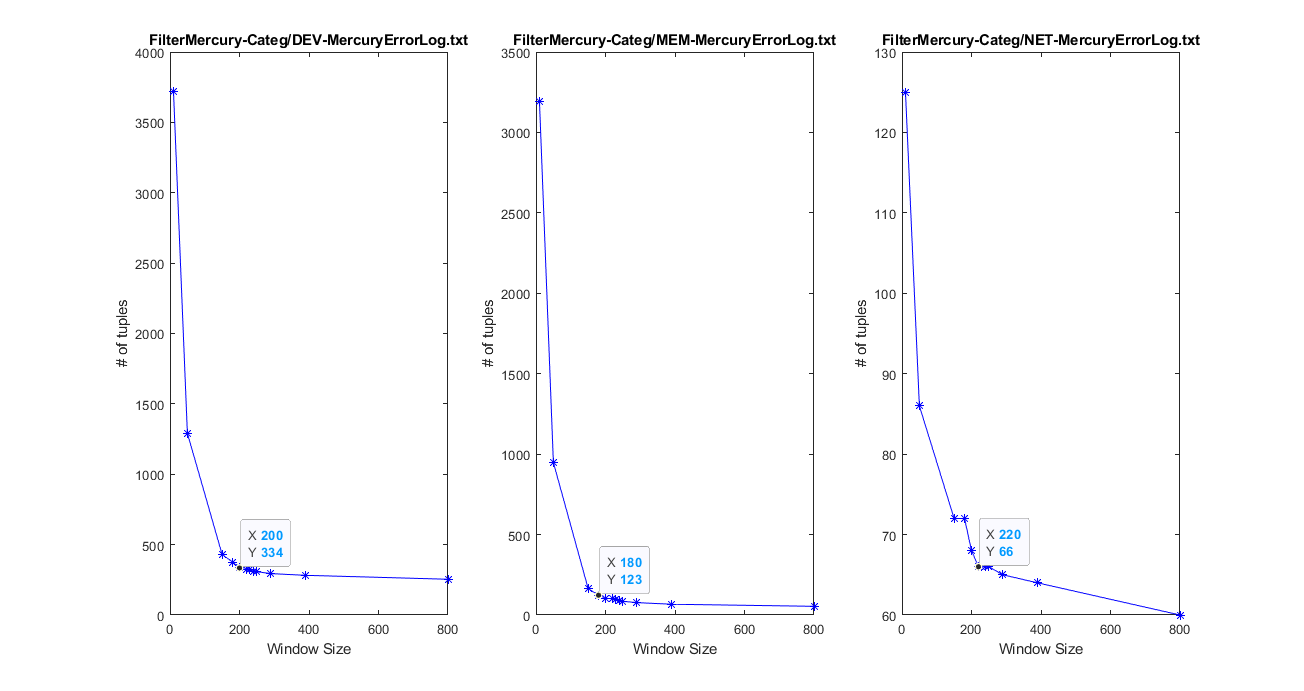 FilterMercury-Categ/DEV-MercuryErrorLog.txt
4000
3500
3000
2500
2000
1500
1000
500
0
# of tuples
X 200
Y 334
0 200 400 600 800
Window Size
FilterMercury-Categ/MEM-MercuryErrorLog.txt
3500
3000
2500
2000
1500
1000
500
0
# of tuples
X 180
Y 123
0 200 400 600 800
Window Size
FilterMercury-Categ/NET-MercuryErrorLog.txt
130
120
110
100
90
80
70
60
# of tuples
X 220
Y 66
0 200 400 600 800
Window Size